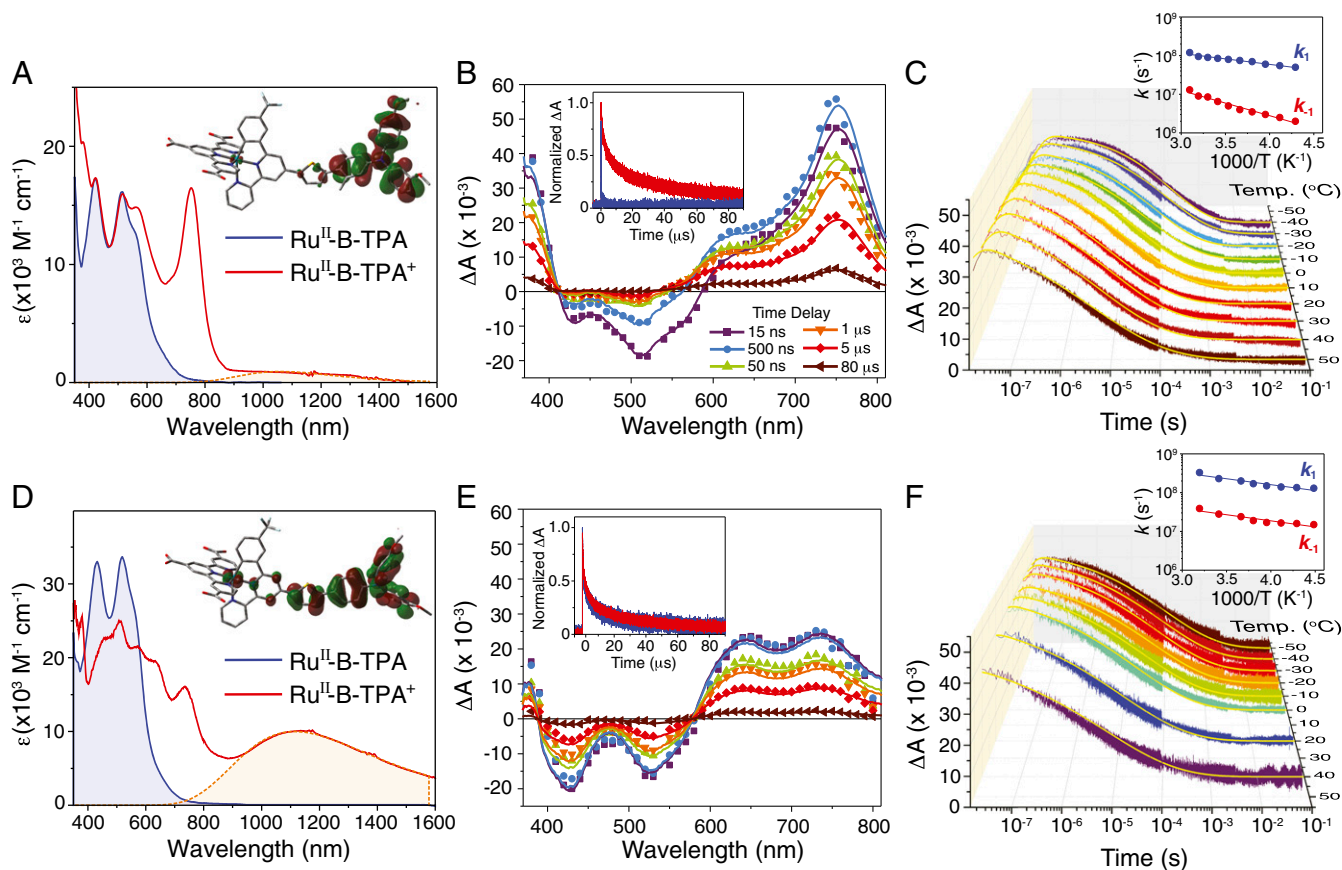 A
20
10
0
ε(x10³ M⁻¹ cm⁻¹)
Ruᴵᴵ-B-TPA
Ruᴵᴵ-B-TPA⁺
400 600 800 1000 1200 1400 1600
Wavelength (nm)
B
60
50
40
30
20
10
0
-10
-20
ΔA (x 10⁻³)
Normalized ΔA
1.0
0.5
0
0 20 40 60 80
Time (μs)
Time Delay
15 ns
500 ns
50 ns
1 μs
5 μs
80 μs
400 500 600 700 800
Wavelength (nm)
C
k (s⁻¹)
10⁹
10⁸
10⁷
10⁶
k₁
k₋₁
3.0 3.5 4.0 4.5
1000/T (K⁻¹)
Temp. (°C)
-50
-40
-30
-20
-10
0
10
20
30
40
50
ΔA (x 10⁻³)
50
40
30
20
10
0
10⁻⁷ 10⁻⁶ 10⁻⁵ 10⁻⁴ 10⁻³ 10⁻² 10⁻¹
Time (s)
D
30
20
10
0
ε(x10³ M⁻¹ cm⁻¹)
Ruᴵᴵ-B-TPA
Ruᴵᴵ-B-TPA⁺
400 600 800 1000 1200 1400 1600
Wavelength (nm)
E
60
50
40
30
20
10
0
-10
-20
ΔA (x 10⁻³)
Normalized ΔA
1.0
0.5
0
0 20 40 60 80
Time (μs)
400 500 600 700 800
Wavelength (nm)
F
k (s⁻¹)
10⁹
10⁸
10⁷
10⁶
k₁
k₋₁
3.0 3.5 4.0 4.5
1000/T (K⁻¹)
Temp. (°C)
-50
-40
-30
-20
-10
0
10
20
30
40
50
ΔA (x 10⁻³)
50
40
30
20
10
0
10⁻⁷ 10⁻⁶ 10⁻⁵ 10⁻⁴ 10⁻³ 10⁻² 10⁻¹
Time (s)